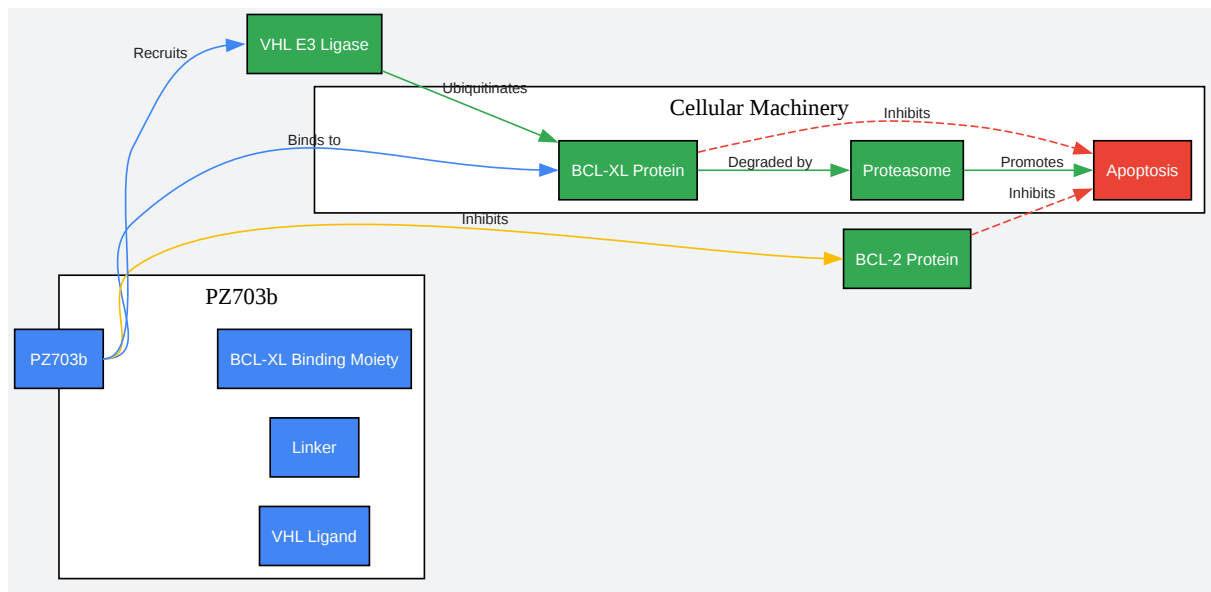 Recruits
VHL E3 Ligase
Ubiquitinates
Cellular Machinery
Inhibits
Binds to
BCL-XL Protein
Degraded by
Proteasome
Promotes
Apoptosis
Inhibits
Inhibits
BCL-2 Protein
PZ703b
PZ703b
BCL-XL Binding Moiety
Linker
VHL Ligand